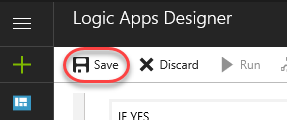 Logic Apps Designer
Save Discard Run
IF YES